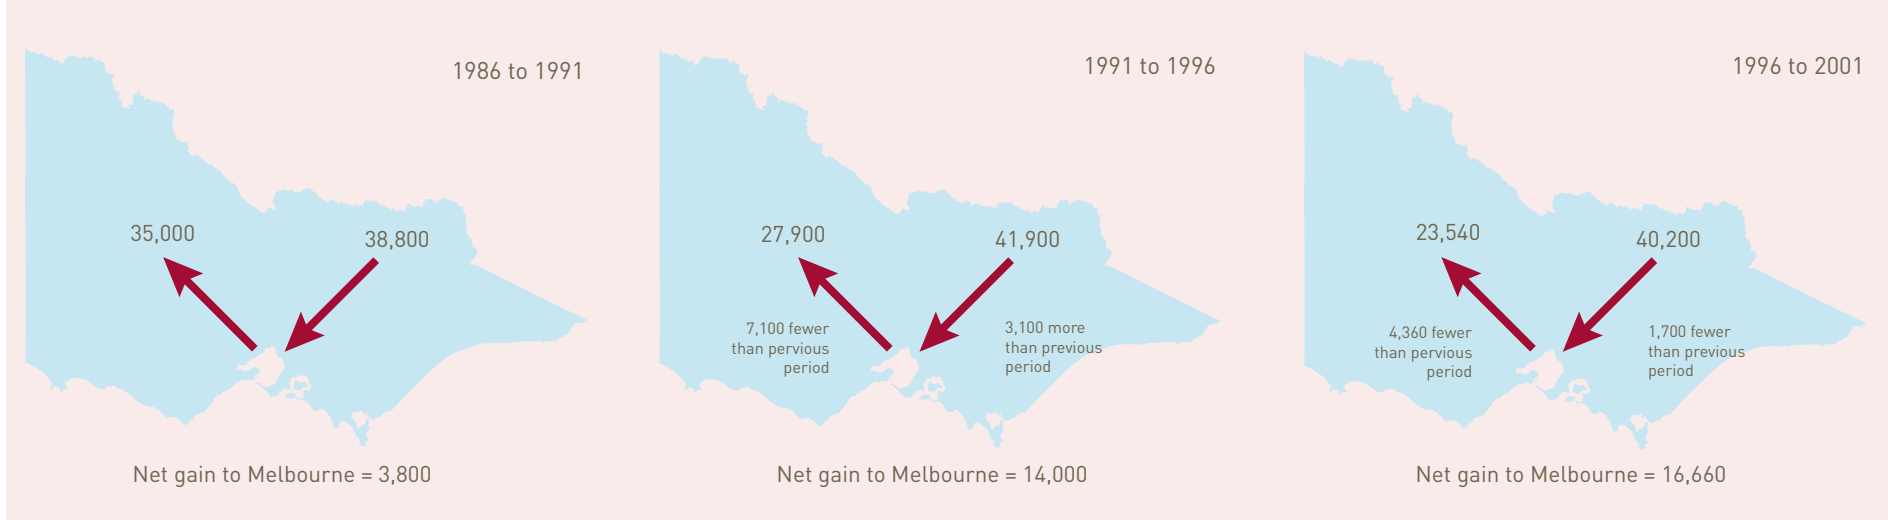 1986 to 1991
35,000
38,800
Net gain to Melbourne = 3,800
1991 to 1996
27,900
41,900
7,100 fewer
than pervious
period
3,100 more
than previous
period
Net gain to Melbourne = 14,000
1996 to 2001
23,540
40,200
4,360 fewer
than pervious
period
1,700 fewer
than previous
period
Net gain to Melbourne = 16,660